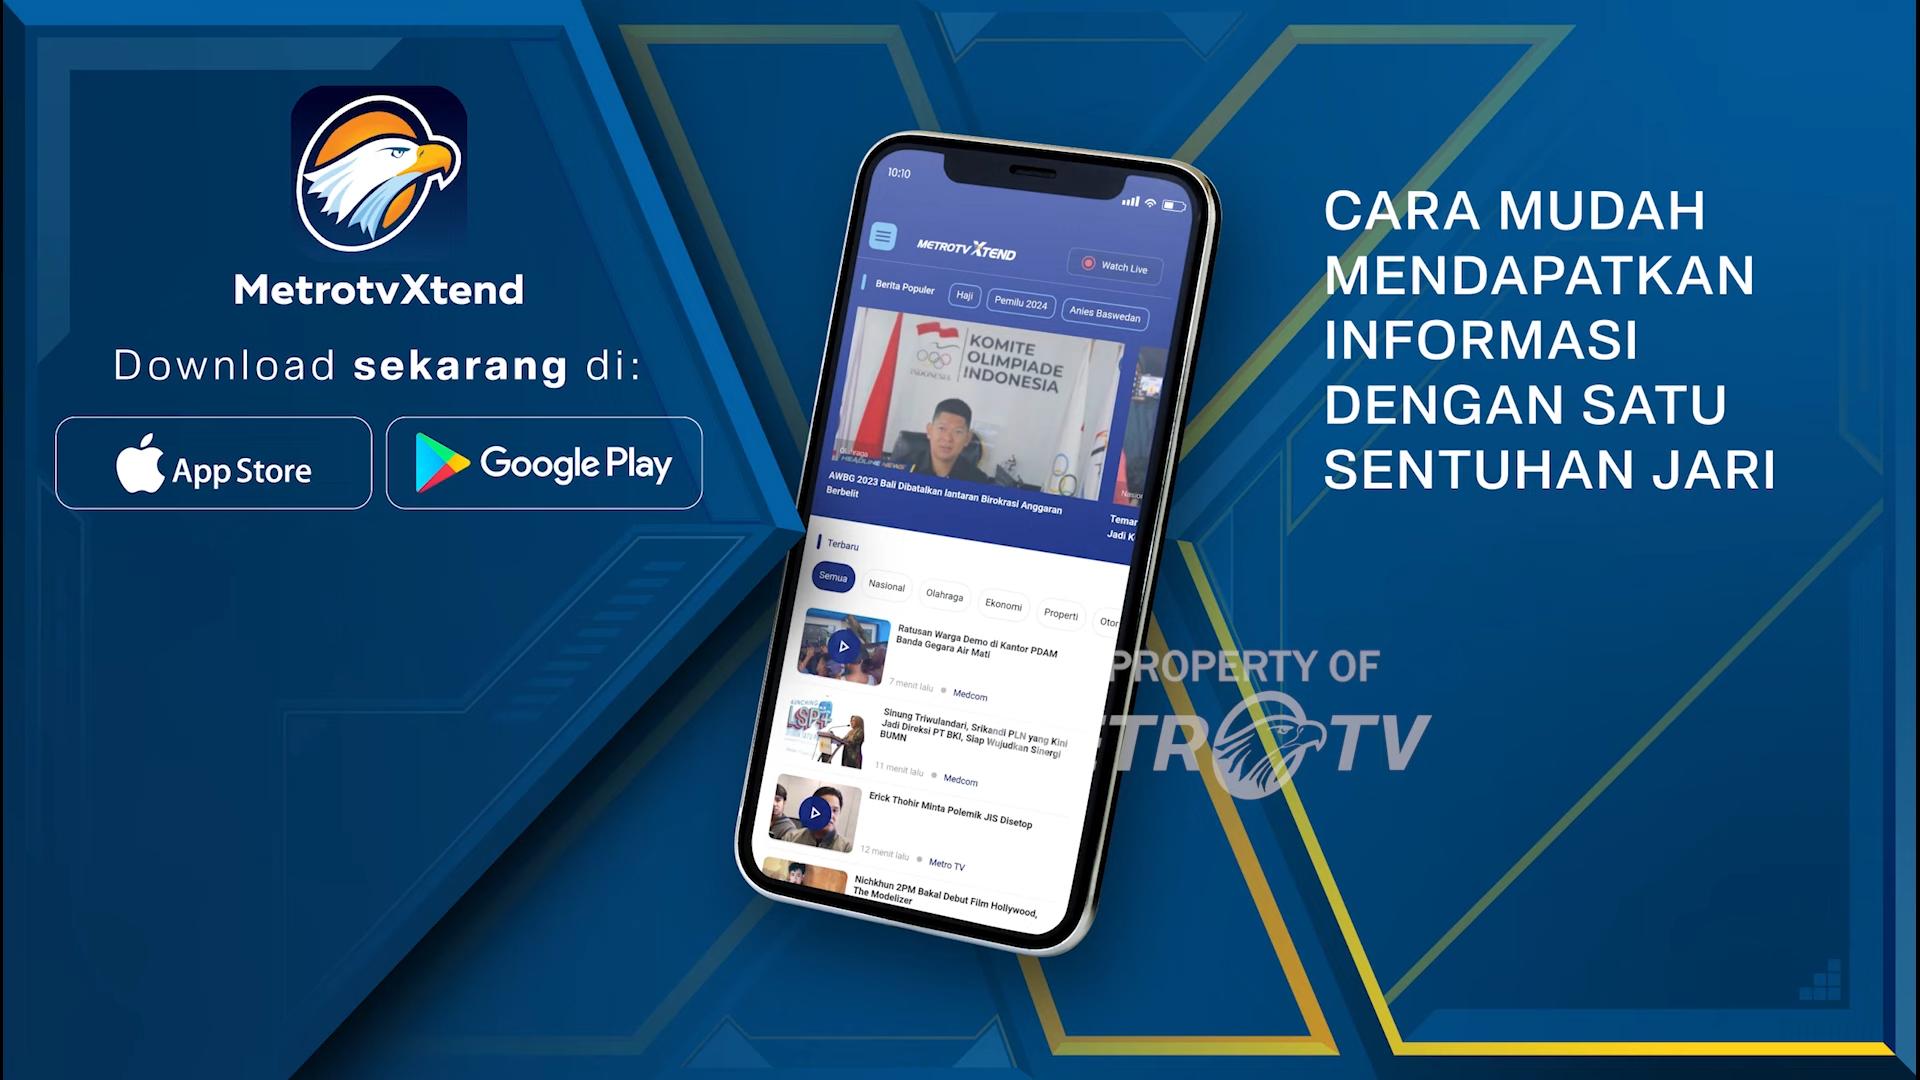 MetrotvXtend
Download sekarang di:
App Store
Google Play
10:10
METROTV XTEND
Watch Live
Berita Populer
Haji
Pemilu 2024
Anies Baswedan
KOMITE
OLIMPIADE
INDONESIA
INDONESIA
Olahraga
HEADLINE NEWS
AWBG 2023 Bali Dibatalkan lantaran Birokrasi Anggaran
Berbelit
Terbaru
Semua
Nasional
Olahraga
Ekonomi
Properti
Ratusan Warga Demo di Kantor PDAM
Banda Gegara Air Mati
7 menit lalu
Medcom
Sinung Triwulandari, Srikandi PLN yang Kini
Jadi Direksi PT BKI, Siap Wujudkan Sinergi
BUMN
11 menit lalu
Medcom
Erick Thohir Minta Polemik JIS Disetop
12 menit lalu
Metro TV
Nichkhun 2PM Bakal Debut Film Hollywood,
The Modelizer
CARA MUDAH
MENDAPATKAN
INFORMASI
DENGAN SATU
SENTUHAN JARI
PROPERTY OF
TV